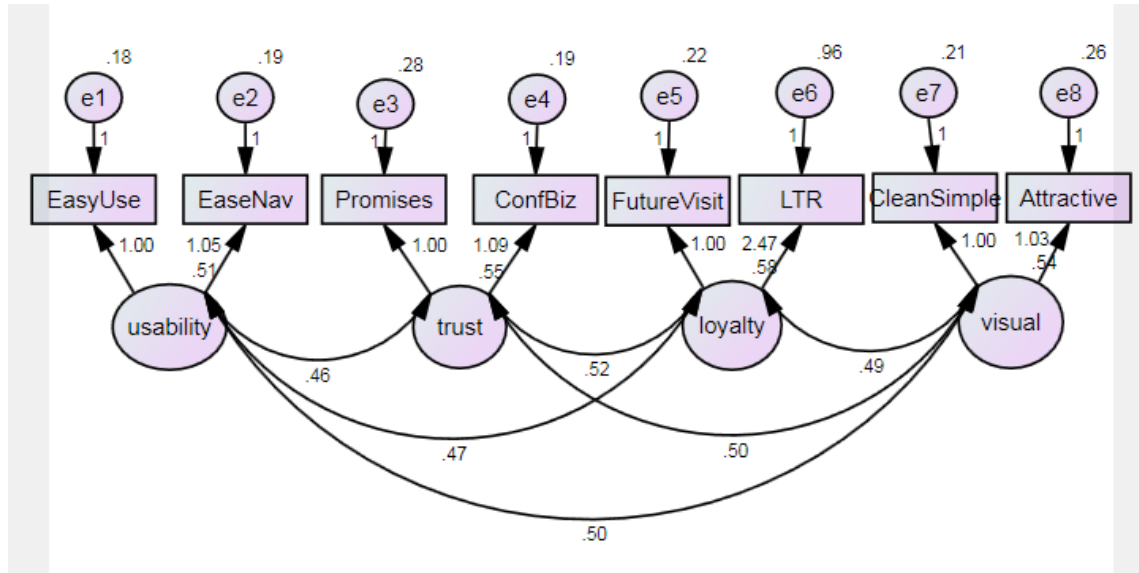 .18 .19 .28 .19 .22 .96 .21 .26
e1 e2 e3 e4 e5 e6 e7 e8
1 1 1 1 1 1 1 1
EasyUse EaseNav Promises ConfBiz FutureVisit LTR CleanSimple Attractive
1.00 1.05 1.00 1.09 1.00 2.47 1.00 1.03
.51 .55 .58 .54
usability trust loyalty visual
.46 .52 .49
.47 .50
.50